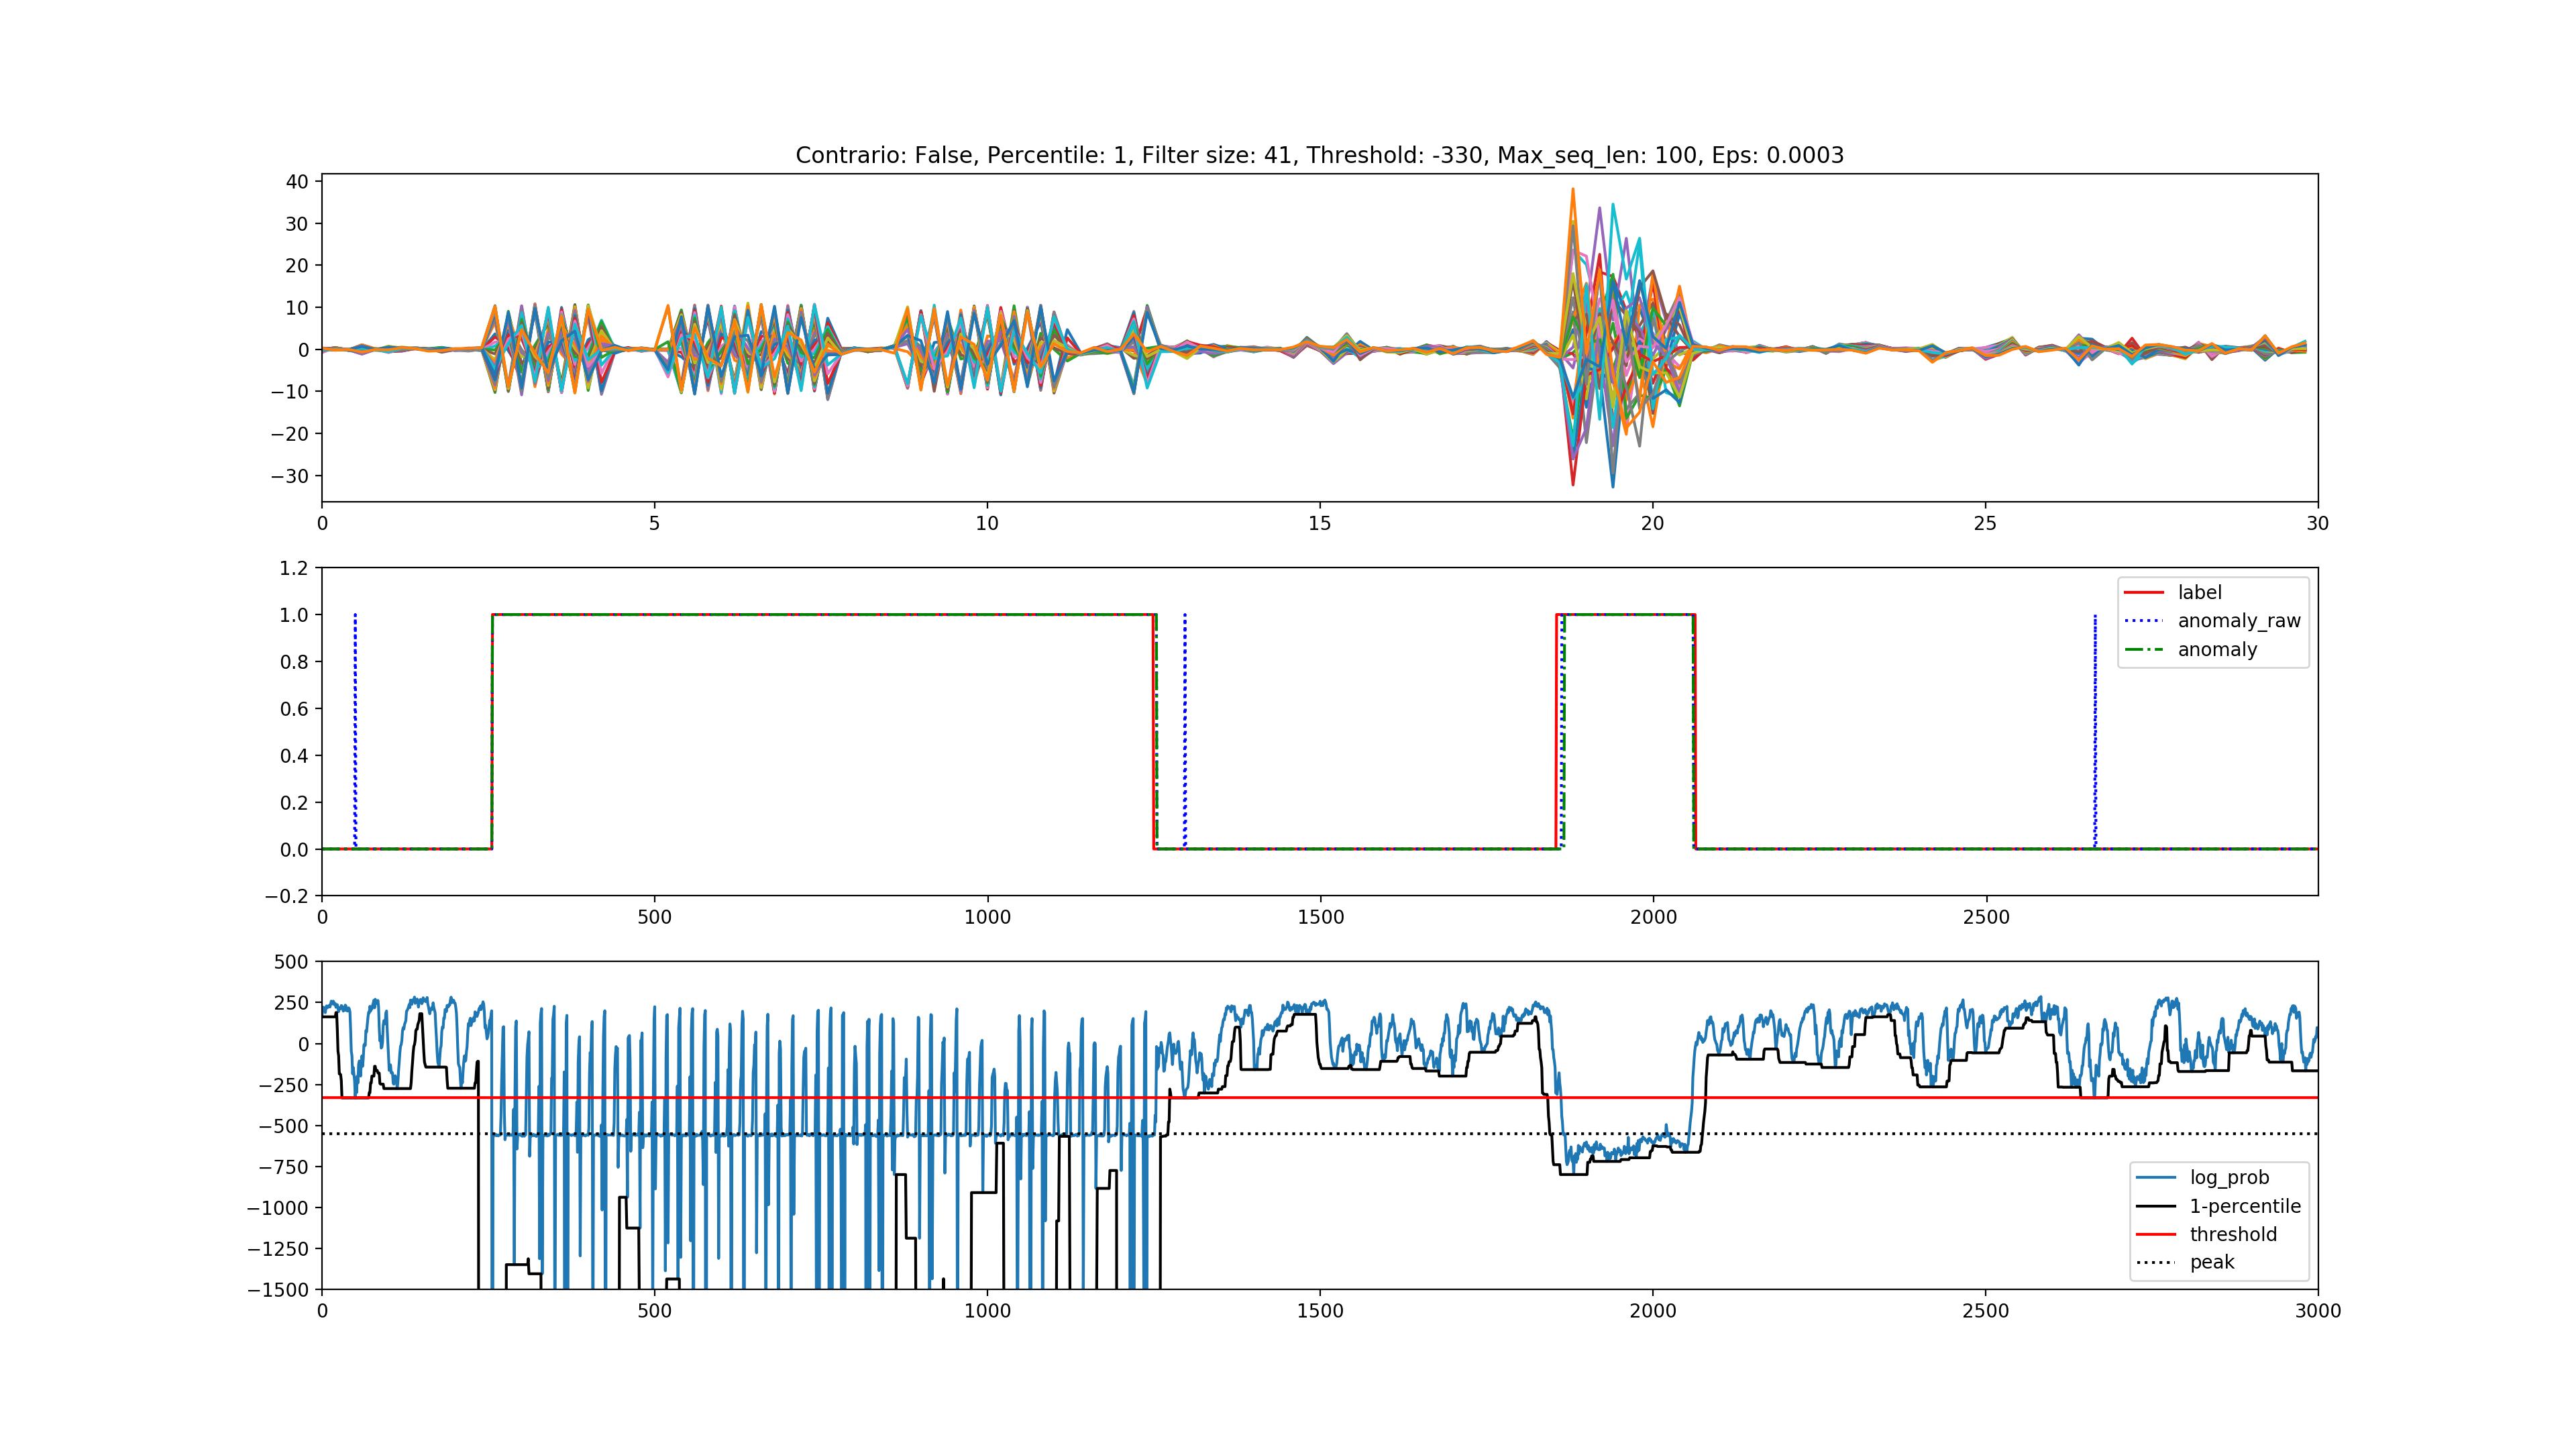 Contrario: False, Percentile: 1, Filter size: 41, Threshold: -330, Max_seq_len: 100, Eps: 0.0003
40
30
20
10
0
−10
−20
−30
0 5 10 15 20 25 30
1.2
1.0
0.8
0.6
0.4
0.2
0.0
−0.2
label
anomaly_raw
anomaly
0 500 1000 1500 2000 2500
500
250
0
−250
−500
−750
−1000
−1250
−1500
log_prob
1-percentile
threshold
peak
0 500 1000 1500 2000 2500 3000